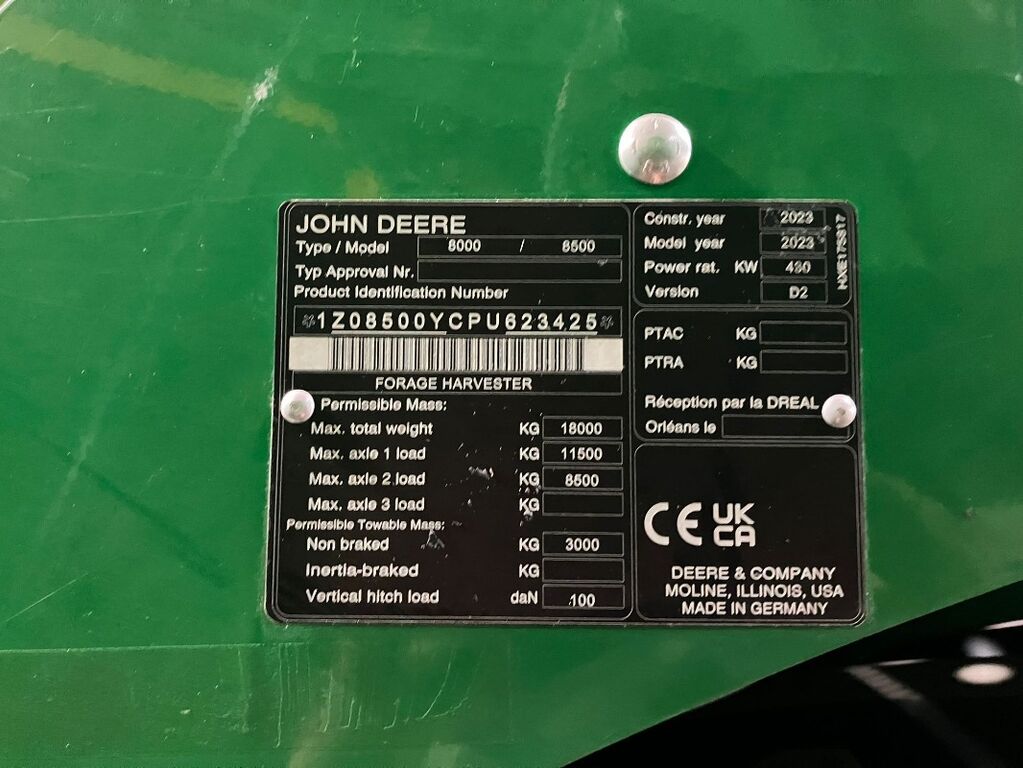 JOHN DEERE
Type / Model 8000 / 8500
Typ Approval Nr.
Product Identification Number
*1Z08500YCPU623425*
FORAGE HARVESTER
Permissible Mass:
Max. total weight KG 18000
Max. axle 1 load KG 11500
Max. axle 2 load KG 8500
Max. axle 3 load KG
Permissible Towable Mass:
Non braked KG 3000
Inertia-braked KG
Vertical hitch load daN 100
Constr. year 2023
Model year 2023
Power rat. KW 430
Version D2
PTAC KG
PTRA KG
Réception par la DREAL
Orléans le
CE UK
CA
DEERE & COMPANY
MOLINE, ILLINOIS, USA
MADE IN GERMANY